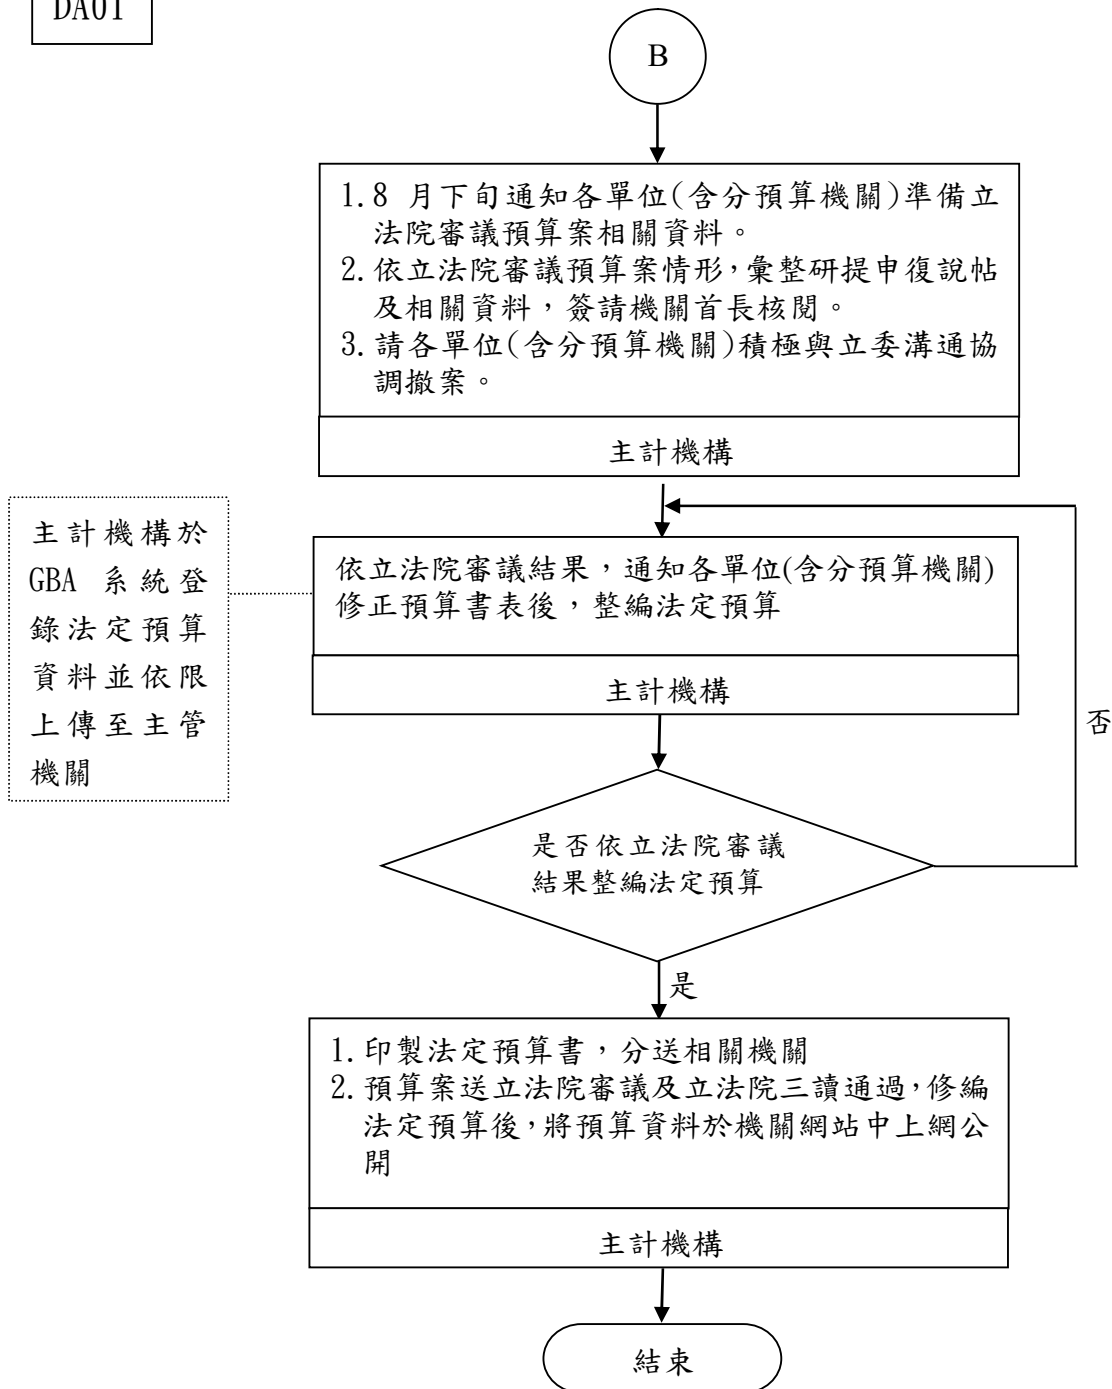 DA01
B
1.8 月下旬通知各單位(含分預算機關)準備立
法院審議預算案相關資料。
2.依立法院審議預算案情形,彙整研提申復說帖
及相關資料，簽請機關首長核閱。
3.請各單位(含分預算機關)積極與立委溝通協
調撤案。
主計機構
主計機構於
GBA 系統登
錄法定預算
資料並依限
上傳至主管
機關
依立法院審議結果，通知各單位(含分預算機關)
修正預算書表後，整編法定預算
主計機構
否
是否依立法院審議
結果整編法定預算
是
1.印製法定預算書，分送相關機關
2.預算案送立法院審議及立法院三讀通過,修編
法定預算後,將預算資料於機關網站中上網公
開
主計機構
結束